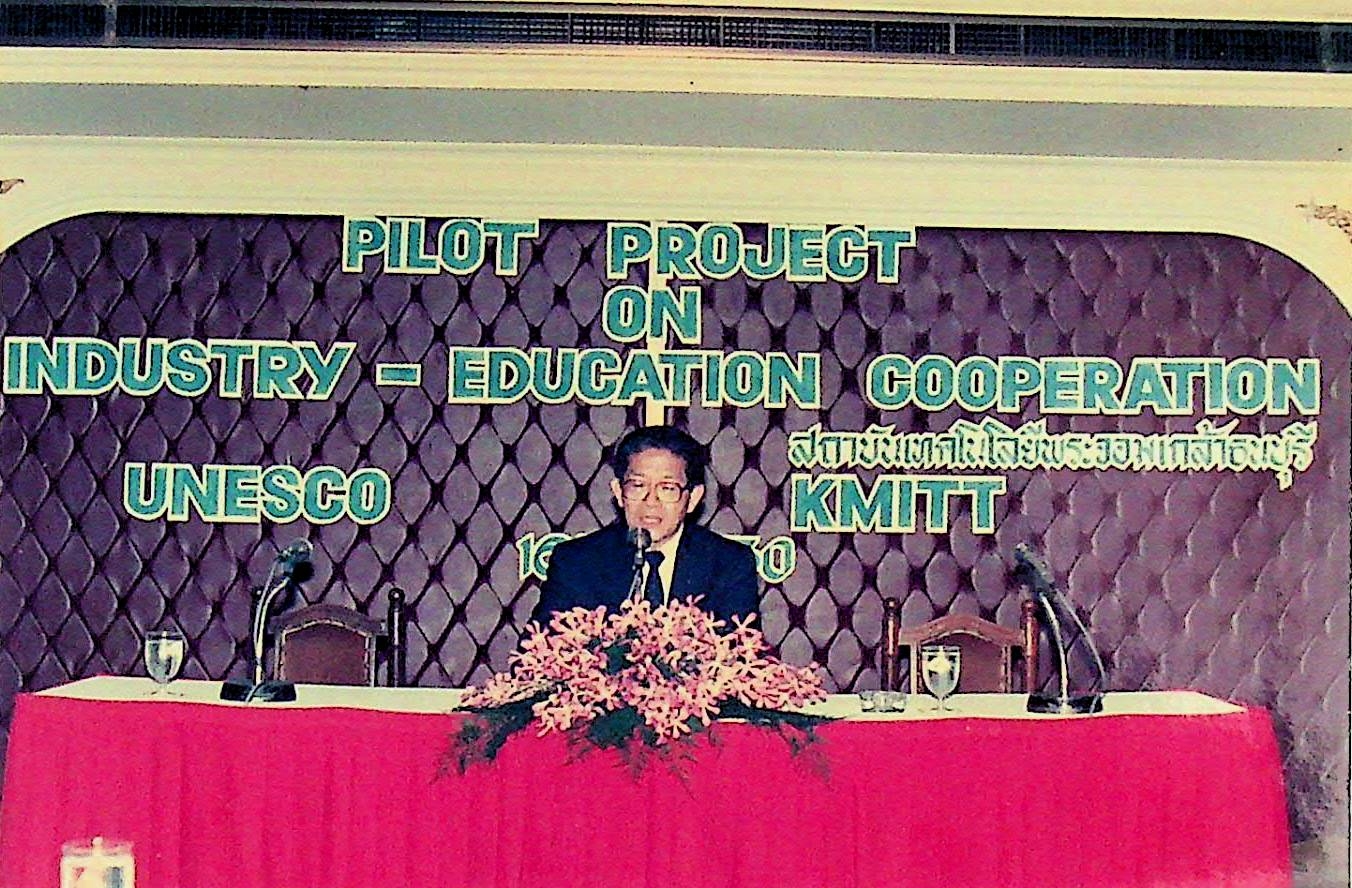 PILOT PROJECT
ON
INDUSTRY - EDUCATION COOPERATION
สถาบันเทคโนโลยีพระจอมเกล้าธนบุรี
UNESCO KMITT